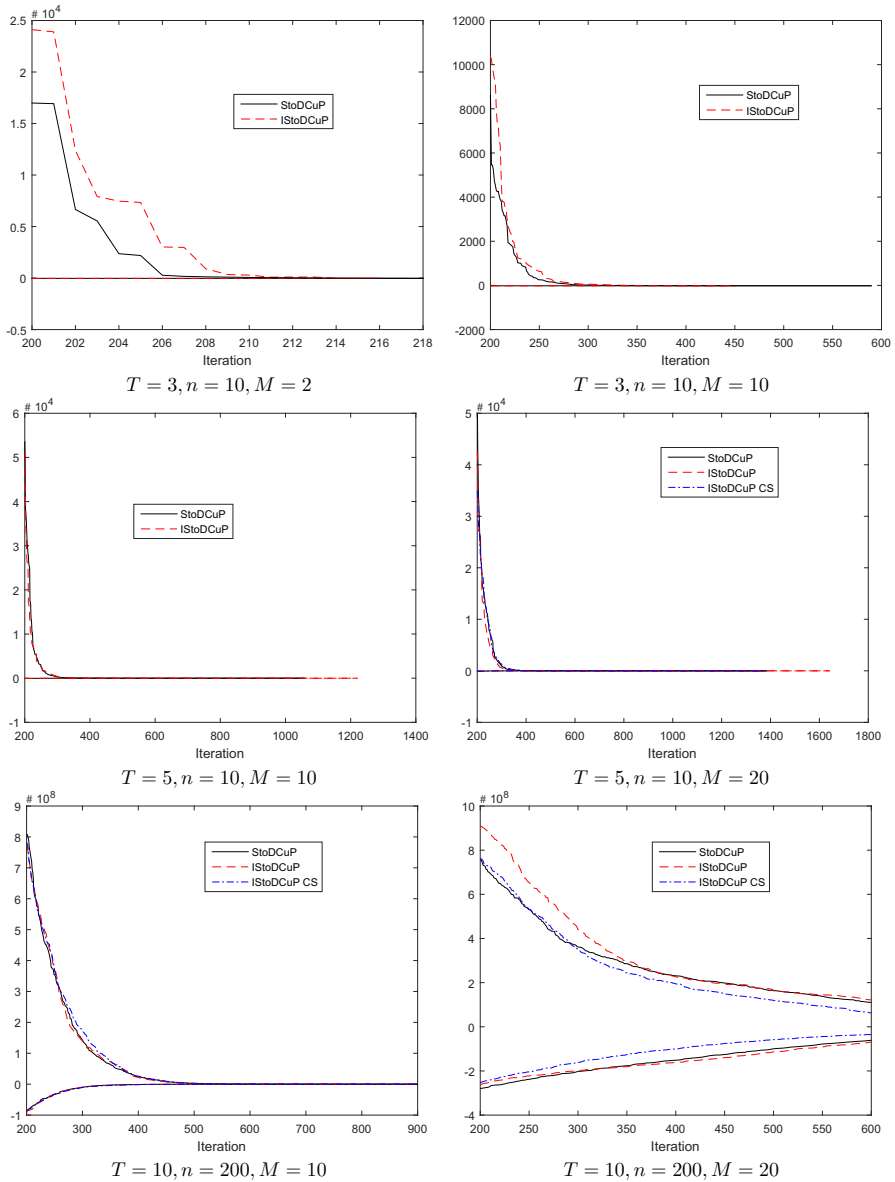 # 10^4
2.5
2
1.5
1
0.5
0
-0.5
StoDCuP
IStoDCuP
200 202 204 206 208 210 212 214 216 218
Iteration
T = 3, n = 10, M = 2
12000
10000
8000
6000
4000
2000
0
-2000
StoDCuP
IStoDCuP
200 250 300 350 400 450 500 550 600
Iteration
T = 3, n = 10, M = 10
# 10^4
6
5
4
3
2
1
0
-1
StoDCuP
IStoDCuP
200 400 600 800 1000 1200 1400
Iteration
T = 5, n = 10, M = 10
# 10^4
5
4
3
2
1
0
-1
StoDCuP
IStoDCuP
IStoDCuP CS
200 400 600 800 1000 1200 1400 1600 1800
Iteration
T = 5, n = 10, M = 20
# 10^8
9
8
7
6
5
4
3
2
1
0
-1
StoDCuP
IStoDCuP
IStoDCuP CS
200 300 400 500 600 700 800 900
Iteration
T = 10, n = 200, M = 10
# 10^8
10
8
6
4
2
0
-2
-4
StoDCuP
IStoDCuP
IStoDCuP CS
200 250 300 350 400 450 500 550 600
Iteration
T = 10, n = 200, M = 20